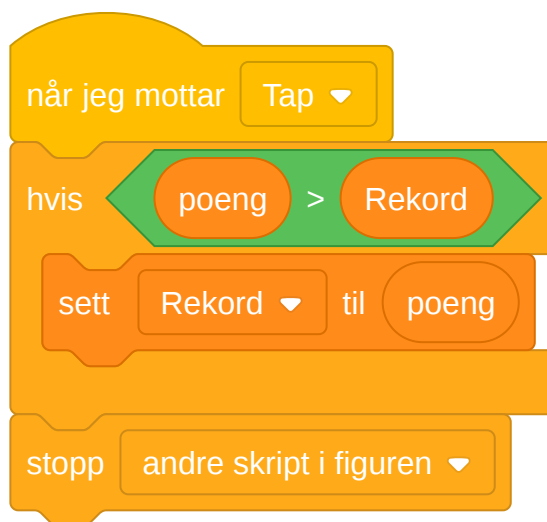 når jeg mottar Tap
hvis poeng > Rekord
sett Rekord til poeng
stopp andre skript i figuren